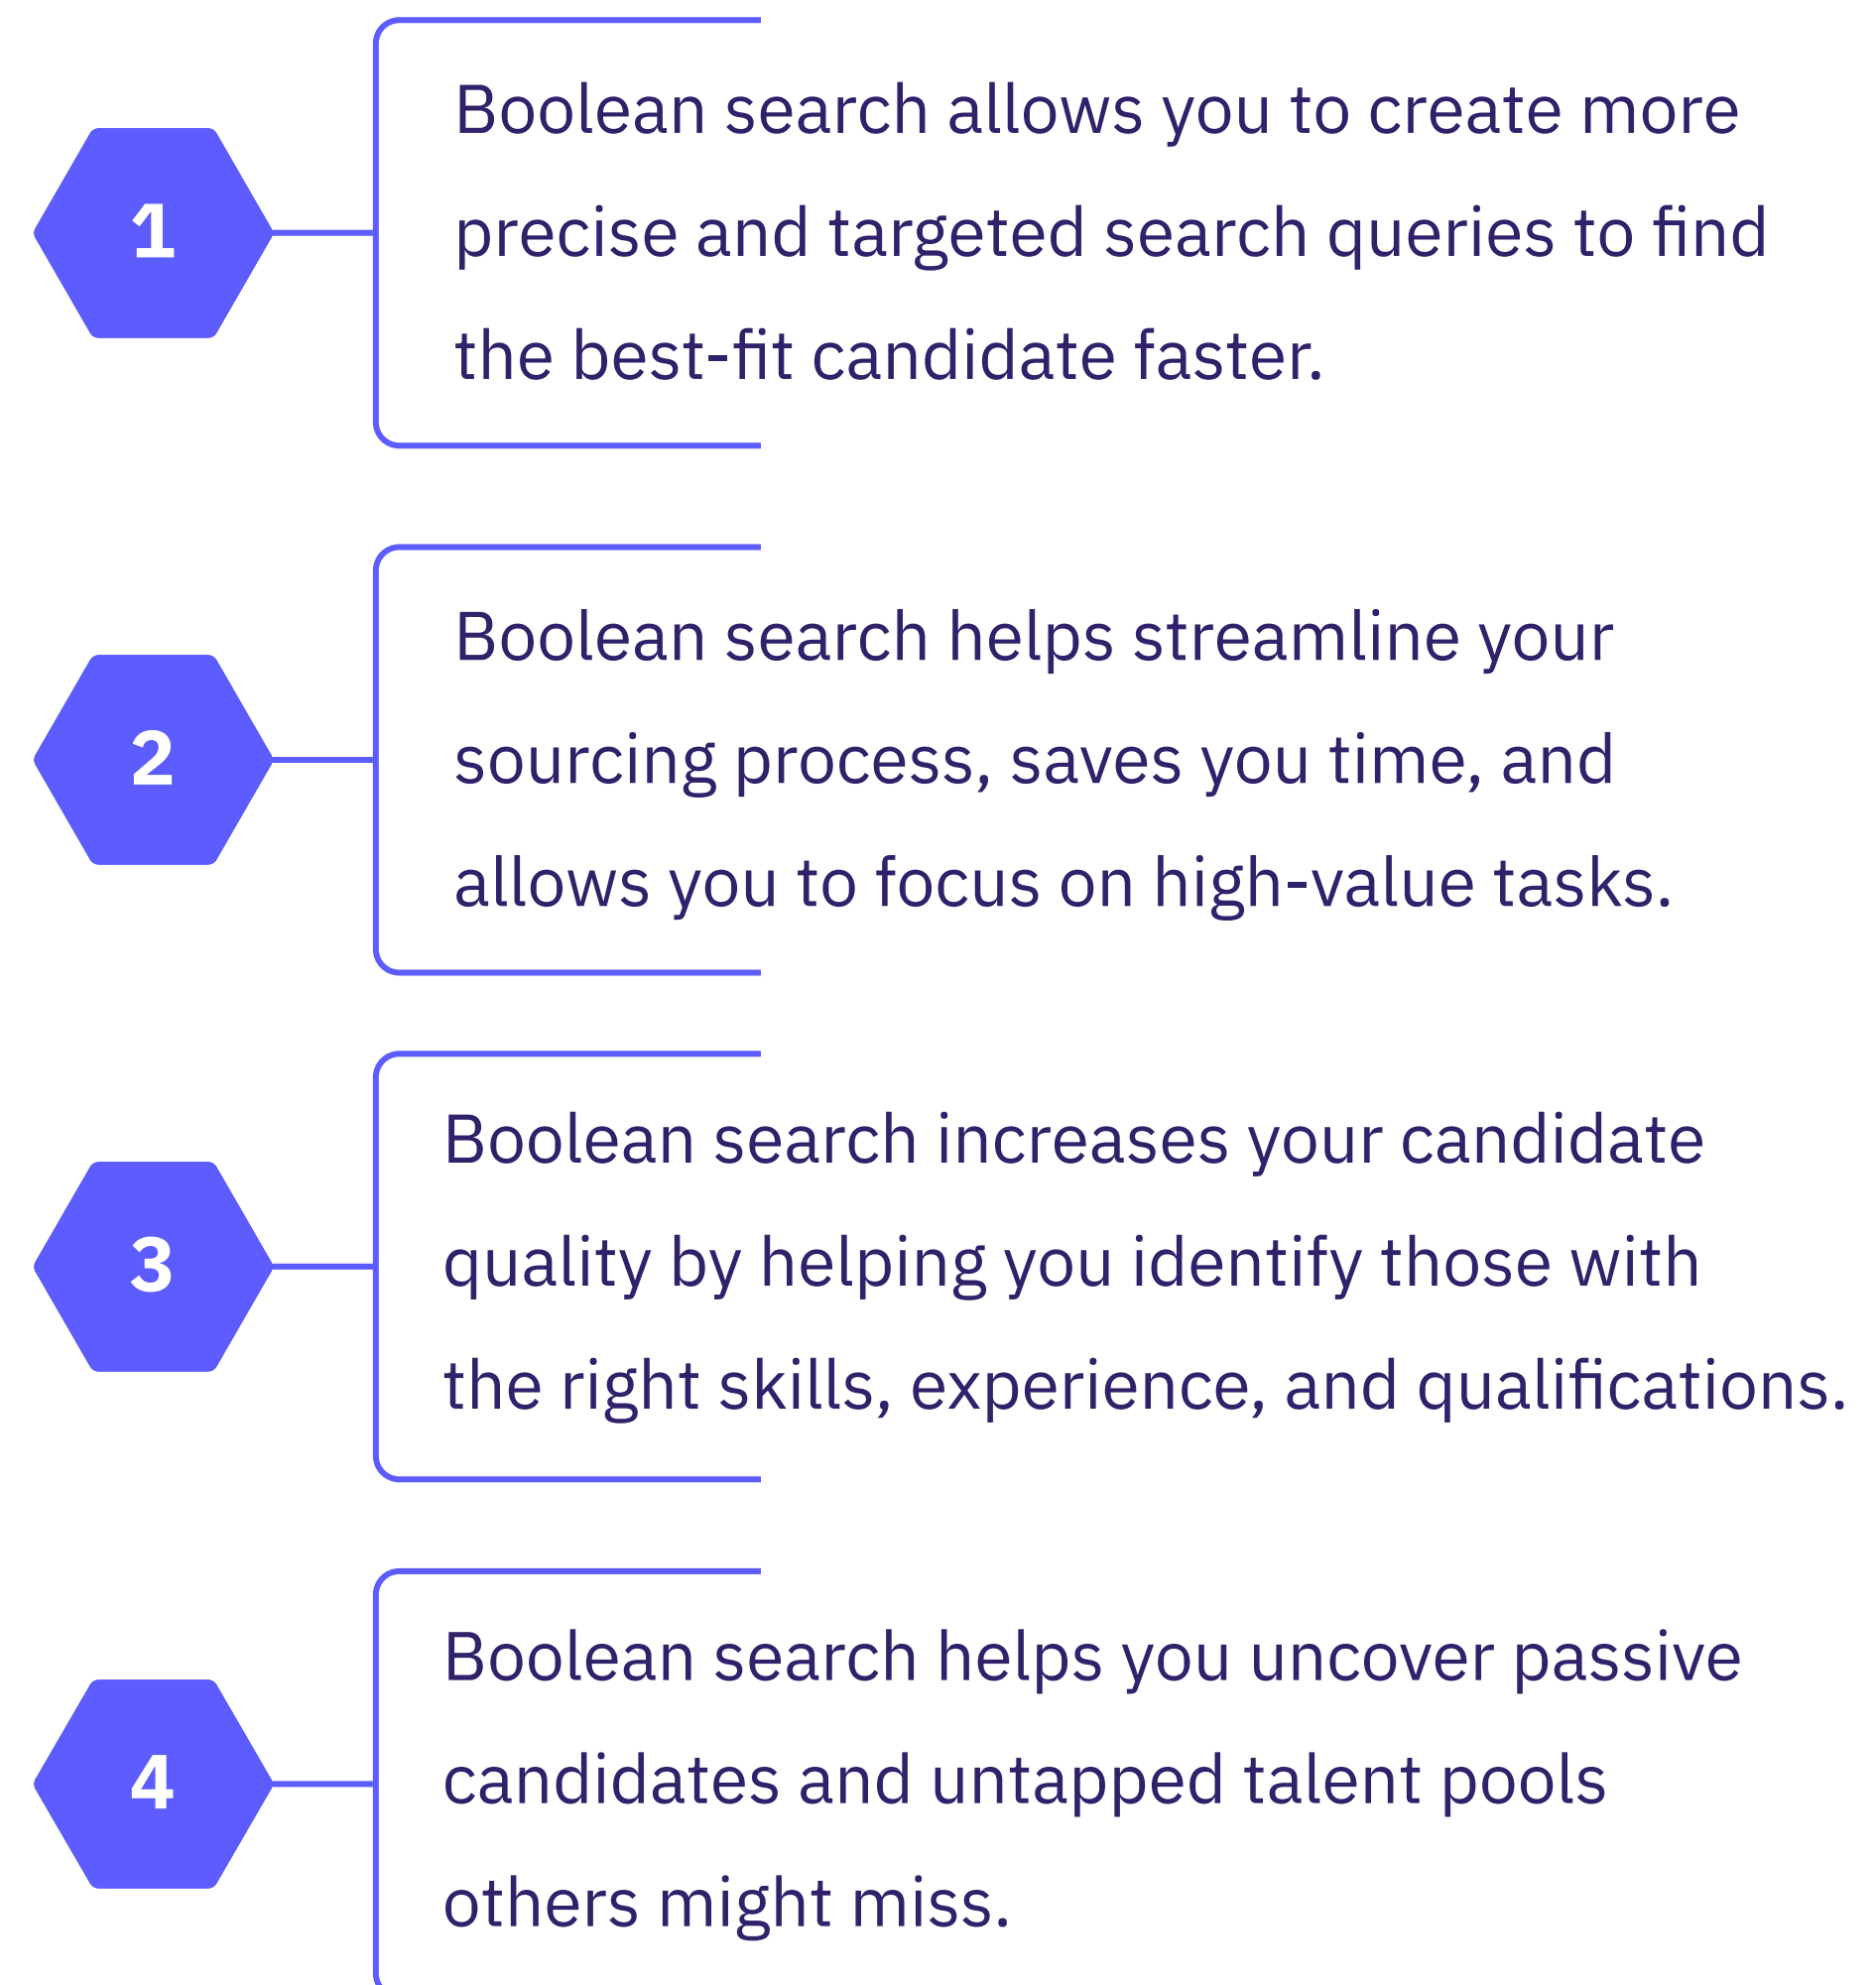 1
Boolean search allows you to create more
precise and targeted search queries to find
the best-fit candidate faster.
2
Boolean search helps streamline your
sourcing process, saves you time, and
allows you to focus on high-value tasks.
3
Boolean search increases your candidate
quality by helping you identify those with
the right skills, experience, and qualifications.
4
Boolean search helps you uncover passive
candidates and untapped talent pools
others might miss.